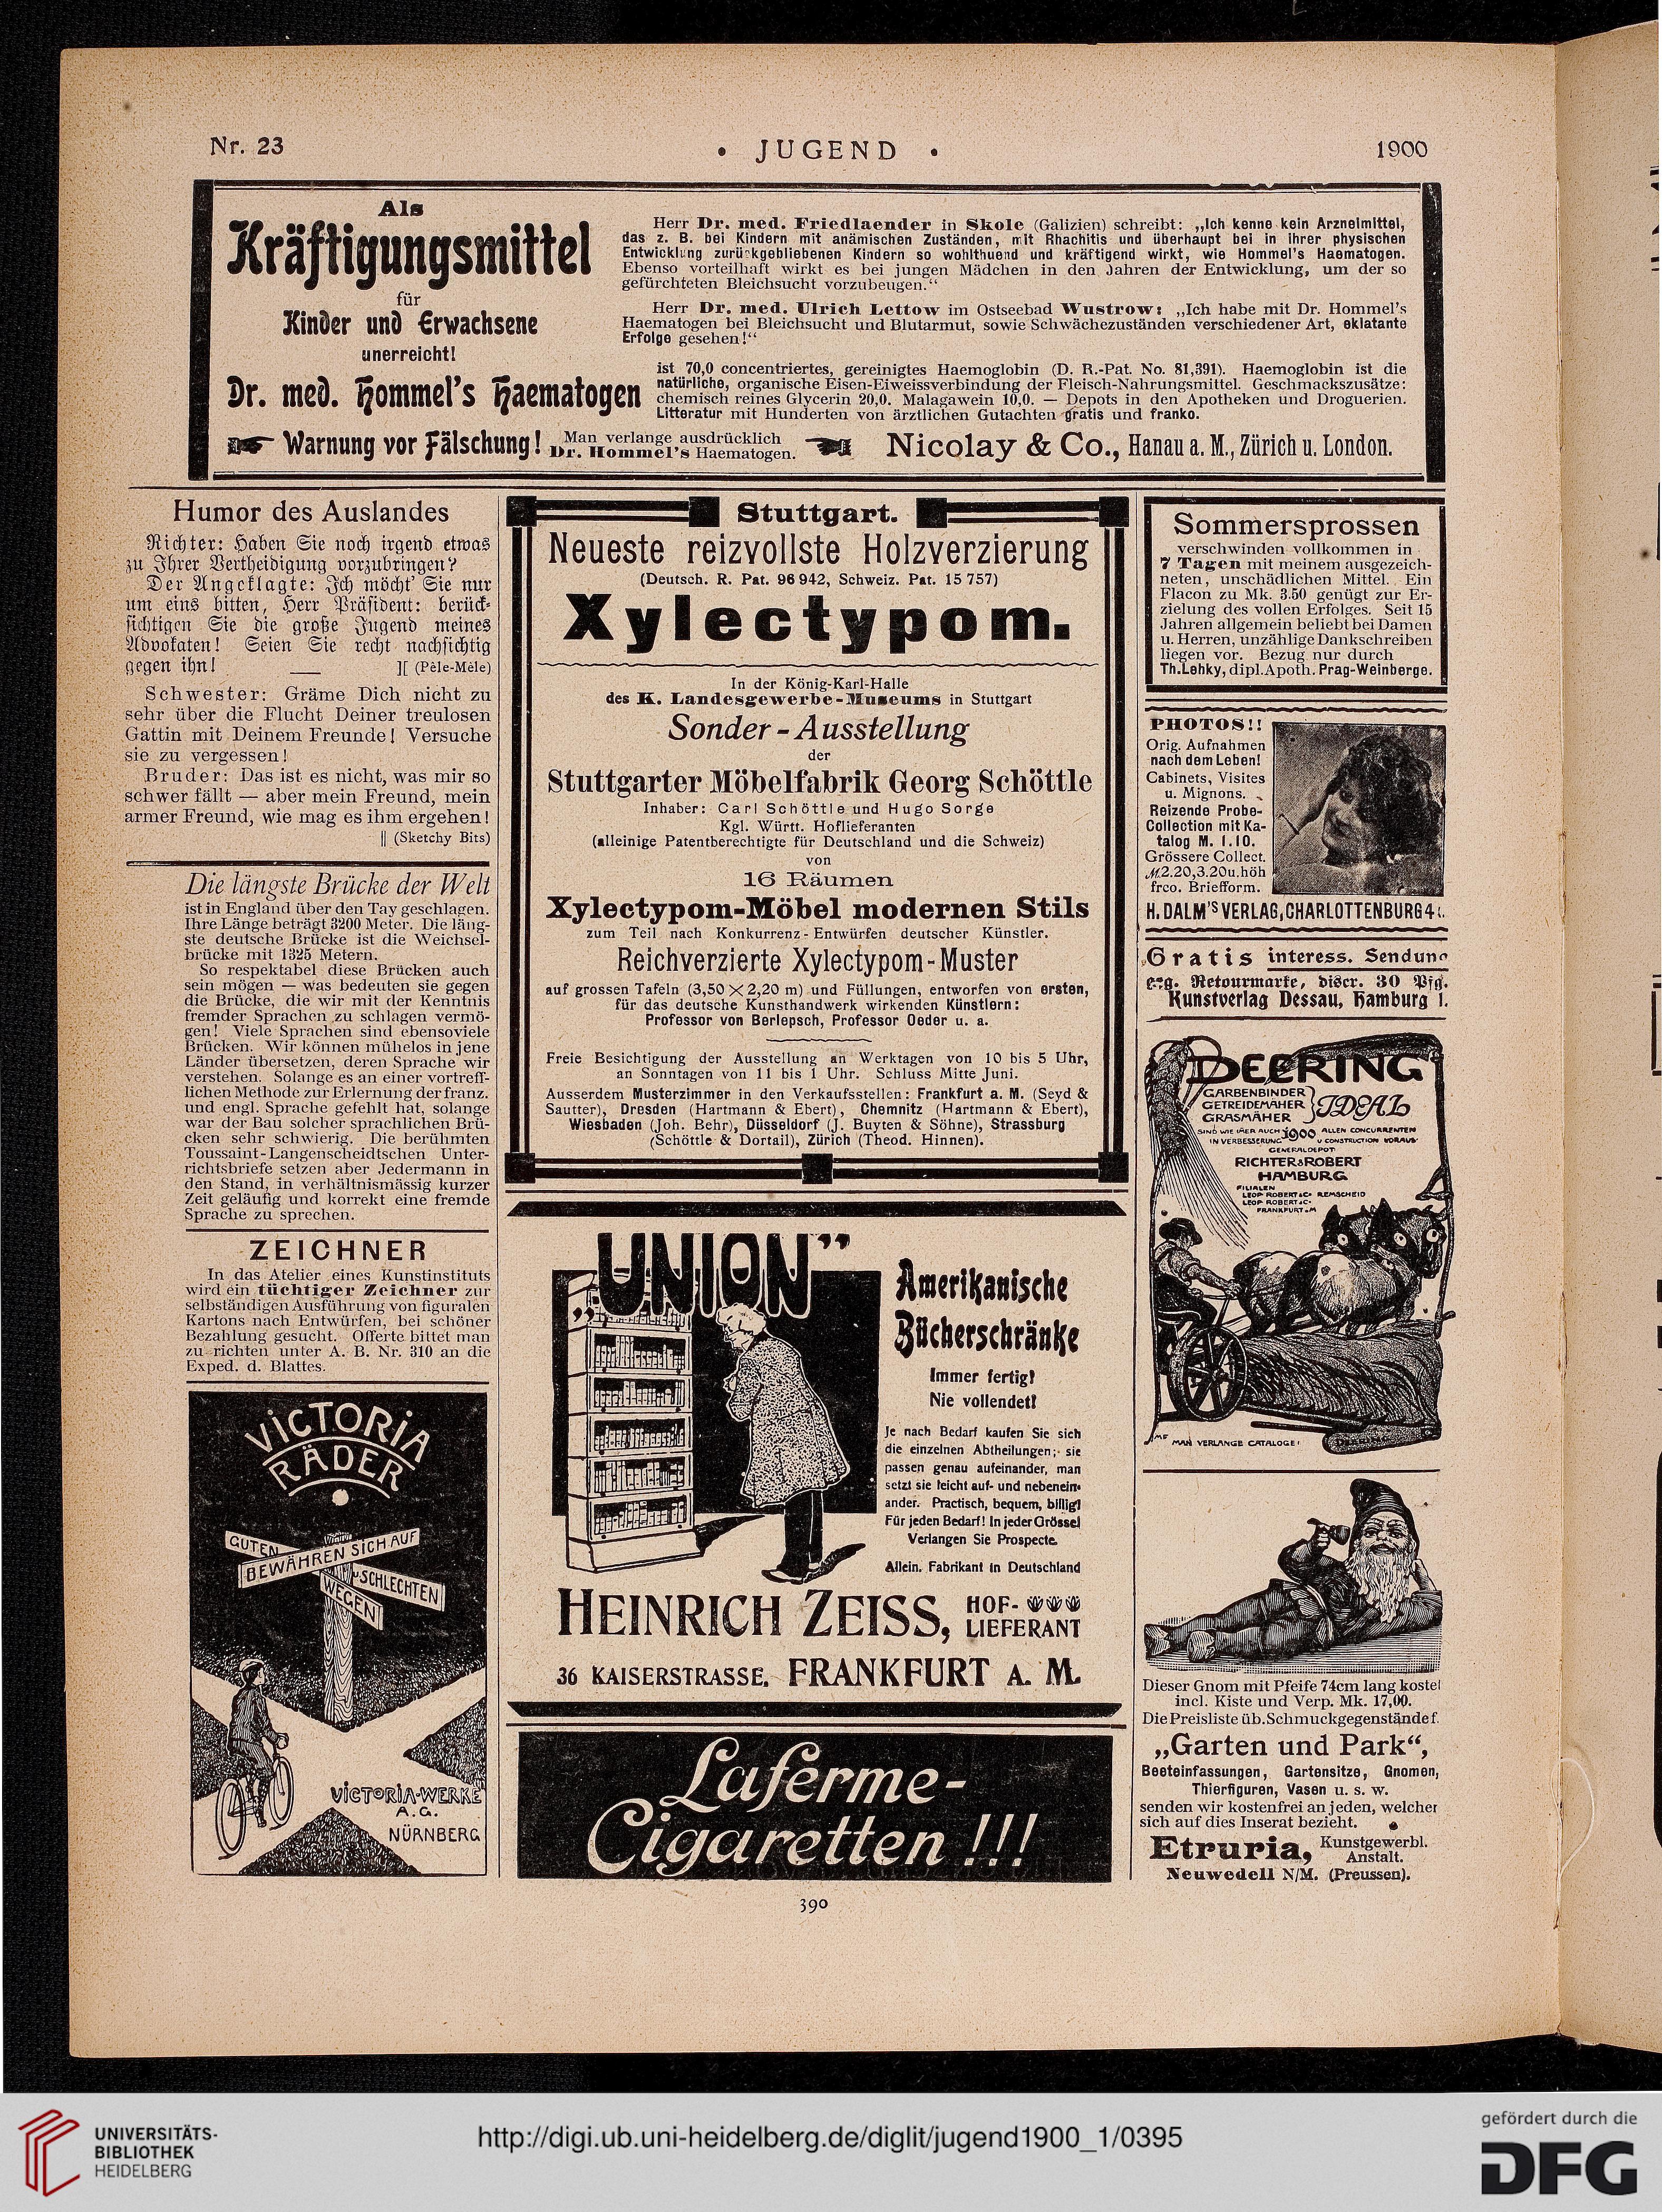 Nr. 23
• JUGEND •
1900
Als
Kräftigungsmittel
für
Kinder und Erwachsene
unerreicht!
Herr Dr. med. Friedlaender in Skole (Galizien) schreibt: „Ich kenne kein Arzneimittel,
das z. B. bei Kindern mit anämischen Zuständen, mit Rhachitis und überhaupt bei in ihrer physischen
Entwicklung zurückgebliebenen Kindern so wohlthuend und kräftigend wirkt, wie Hommel's Haematogen.
Ebenso vorteilhaft wirkt es bei jungen Mädchen in den Jahren der Entwicklung, um der so
gefürchteten Bleichsucht vorzubeugen.“
Herr Dr. med. Ulrich Lettow im Ostseebad Wustrow: „Ich habe mit Dr. Hommel's
Haematogen bei Bleichsucht und Blutarmut, sowie Schwächezuständen verschiedener Art, eklatante
Erfolge gesehen!“
Dr. med. Hommel's Haematogen
ist 70,0 concentriertes, gereinigtes Haemoglobin (D. R.-Pat. No. 81,391). Haemoglobin ist die
natürliche, organische Eisen-Eiweissverbindung der Fleisch-Nahrungsmittel. Geschmackszusätze:
chemisch reines Glycerin 20,0. Malagawein 10,0. — Depots in den Apotheken und Droguerien.
Litteratur mit Hunderten von ärztlichen Gutachten gratis und franko.
Warnung vor Fälschung!
Man verlange ausdrücklich
Dr. Hommel's Haematogen.
Nicolay & Co., Hanau a. M., Zürich u. London.
Humor des Auslandes
Richter: Haben Sie noch irgend etwas
zu Ihrer Vertheidigung vorzubringen?
Der Angeklagte: Ich möcht' Sie nur
um eins bitten, Herr Präsident: berück-
sichtigen Sie die große Jugend meines
Advokaten! Seien Sie recht nachsichtig
gegen ihn! ][ (Pêle-Mêle)
Schwester: Gräme Dich nicht zu
sehr über die Flucht Deiner treulosen
Gattin mit Deinem Freunde! Versuche
sie zu vergessen!
Bruder: Das ist es nicht, was mir so
schwer fällt — aber mein Freund, mein
armer Freund, wie mag es ihm ergehen!
|| (Sketchy Bits)
Die längste Brücke der Welt
ist in England über den Tay geschlagen.
Ihre Länge beträgt 3200 Meter. Die läng-
ste deutsche Brücke ist die Weichsel-
brücke mit 1325 Metern.
So respektabel diese Brücken auch
sein mögen — was bedeuten sie gegen
die Brücke, die wir mit der Kenntnis
fremder Sprachen zu schlagen vermö-
gen! Viele Sprachen sind ebensoviele
Brücken. Wir können mühelos in jene
Länder übersetzen, deren Sprache wir
verstehen. Solange es an einer vortreff-
lichen Methode zur Erlernung der franz.
und engl. Sprache gefehlt hat, solange
war der Bau solcher sprachlichen Brü-
cken sehr schwierig. Die berühmten
Toussaint-Langenscheidtschen Unter-
richtsbriefe setzen aber Jedermann in
den Stand, in verhältnismässig kurzer
Zeit geläufig und korrekt eine fremde
Sprache zu sprechen.
ZEICHNER
In das Atelier eines Kunstinstituts
wird ein tüchtiger Zeichner zur
selbständigen Ausführung von figuralen
Kartons nach Entwürfen, bei schöner
Bezahlung gesucht. Offerte bittet man
zu richten unter A. B. Nr. 310 an die
Exped. d. Blattes.
VICTORIA
RÄDER
BEWÄHREN SICH AUF
GUTEN
U. SCHLECHTEN
WEGEN
VICTORIA-WERKE
A.G.
NÜRNBERG
Stuttgart.
Neueste reizvollste Holzverzierung
(Deutsch. R. Pat. 96 942, Schweiz. Pat. 15 757)
Xylectypom.
In der König-Karl-Halle
des K. Landesgewerbe-Museums in Stuttgart
Sonder-Ausstellung
der
Stuttgarter Möbelfabrik Georg Schöttle
Inhaber: Carl Schöttle und Hugo Sorge
Kgl. Württ. Hoflieferanten
(alleinige Patentberechtigte für Deutschland und die Schweiz)
von
16 Räumen
Xylectypom-Möbel modernen Stils
zum Teil nach Konkurrenz-Entwürfen deutscher Künstler.
Reichverzierte Xylectypom-Muster
auf grossen Tafeln (3,50 × 2,20 m) und Füllungen, entworfen von ersten,
für das deutsche Kunsthandwerk wirkenden Künstlern:
Professor von Berlepsch, Professor Oeder u. a.
Freie Besichtigung der Ausstellung an Werktagen von 10 bis 5 Uhr,
an Sonntagen von 11 bis 1 Uhr. Schluss Mitte Juni.
Ausserdem Musterzimmer in den Verkaufsstellen: Frankfurt a. M. (Seyd &
Sautter), Dresden (Hartmann & Ebert), Chemnitz (Hartmann & Ebert),
Wiesbaden (Joh. Behr), Düsseldorf (J. Buyten & Söhne), Strassburg
(Schöttle & Dortail), Zürich (Theod. Hinnen).
„UNION”
Amerikanische
Bücherschränke
Immer fertig!
Nie vollendet!
Je nach Bedarf kaufen Sie sich
die einzelnen Abtheilungen; sie
passen genau aufeinander, man
setzt sie leicht auf- und nebenein-
ander. Practisch, bequem, billig!
Für jeden Bedarf! In jeder Grösse!
Verlangen Sie Prospecte.
Allein. Fabrikant in Deutschland
HEINRICH ZEISS, HOF-
LIEFERANT
36 KAISERSTRASSE. FRANKFURT A. M.
Laferme-
Cigaretten!!!
Sommersprossen
verschwinden vollkommen in
7 Tagen mit meinem ausgezeich-
neten, unschädlichen Mittel. Ein
Flacon zu Mk. 3.50 genügt zur Er-
zielung des vollen Erfolges. Seit 15
Jahren allgemein beliebt bei Damen
u. Herren, unzählige Dankschreiben
liegen vor. Bezug nur durch
Th. Lehky, dipl. Apoth. Prag-Weinberge.
PHOTOS!!
Orig. Aufnahmen
nach dem Leben!
Cabinets, Visites
u. Mignons.
Reizende Probe-
Collection mit Ka-
talog M. 1.10.
Grössere Collect.
M. 2.20, 3.20 u. höh
frco. Briefform.
H. DALM'S VERLAG, CHARLOTTENBURG 4.
Gratis interess. Sendung
geg. Retourmarke, discr. 30 Pfg.
Kunstverlag Dessau, Hamburg 1.
DEERING
GARBENBINDER
GETREIDEMÄHER
GRASMÄHER
IDEAL
SIND WIE IMMER AUCH 1900 ALLEN CONCURRENTEN
IN VERBESSERUNG U CONSTRUCTION VORAUS
GENERALDEPOT
RICHTER & ROBERT
HAMBURG
FILIALEN
LEOP ROBERT & Co REMSCHEID
LEOP ROBERT & Co
FRANKFURT a M
MAN VERLANGE CATALOGE!
Dieser Gnom mit Pfeife 74cm lang kostet
incl. Kiste und Verp. Mk. 17,00.
Die Preisliste üb. Schmuckgegenstände f.
„Garten und Park“,
Beeteinfassungen, Gartensitze, Gnomen,
Thierfiguren, Vasen u. s. w.
senden wir kostenfrei an jeden, welcher
sich auf dies Inserat bezieht.
Etruria, Kunstgewerbl.
Anstalt.
Neuwedell N/M. (Preussen).
390
UNIVERSITÄTS-
BIBLIOTHEK
HEIDELBERG
http://digi.ub.uni-heidelberg.de/diglit/jugend1900_1/0395
gefördert durch die
DFG